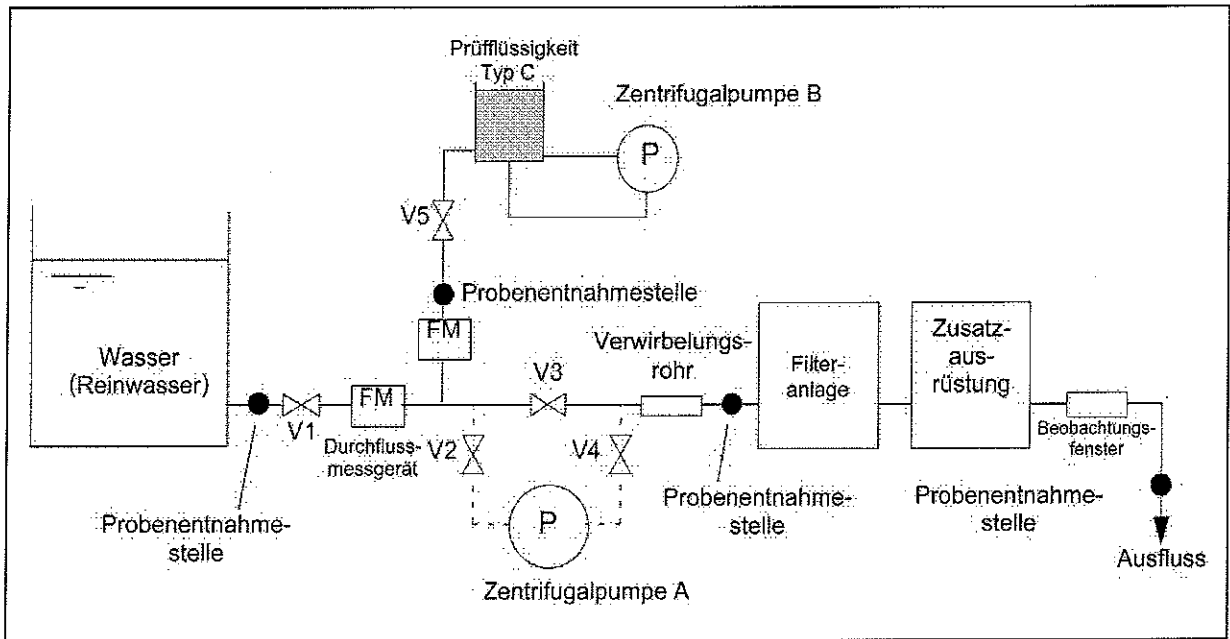 Prüfflüssigkeit
Typ C
Zentrifugalpumpe B
P
V5
Probenentnahmestelle
FM
Wasser
(Reinwasser)
V1
FM
Durchfluss-
messgerät
V2
V3
V4
Verwirbelungs-
rohr
Filter-
anlage
Zusatz-
aus-
rüstung
Beobachtungs-
fenster
Probenentnahme-
stelle
P
Zentrifugalpumpe A
Probenentnahme-
stelle
Probenentnahme-
stelle
Ausfluss